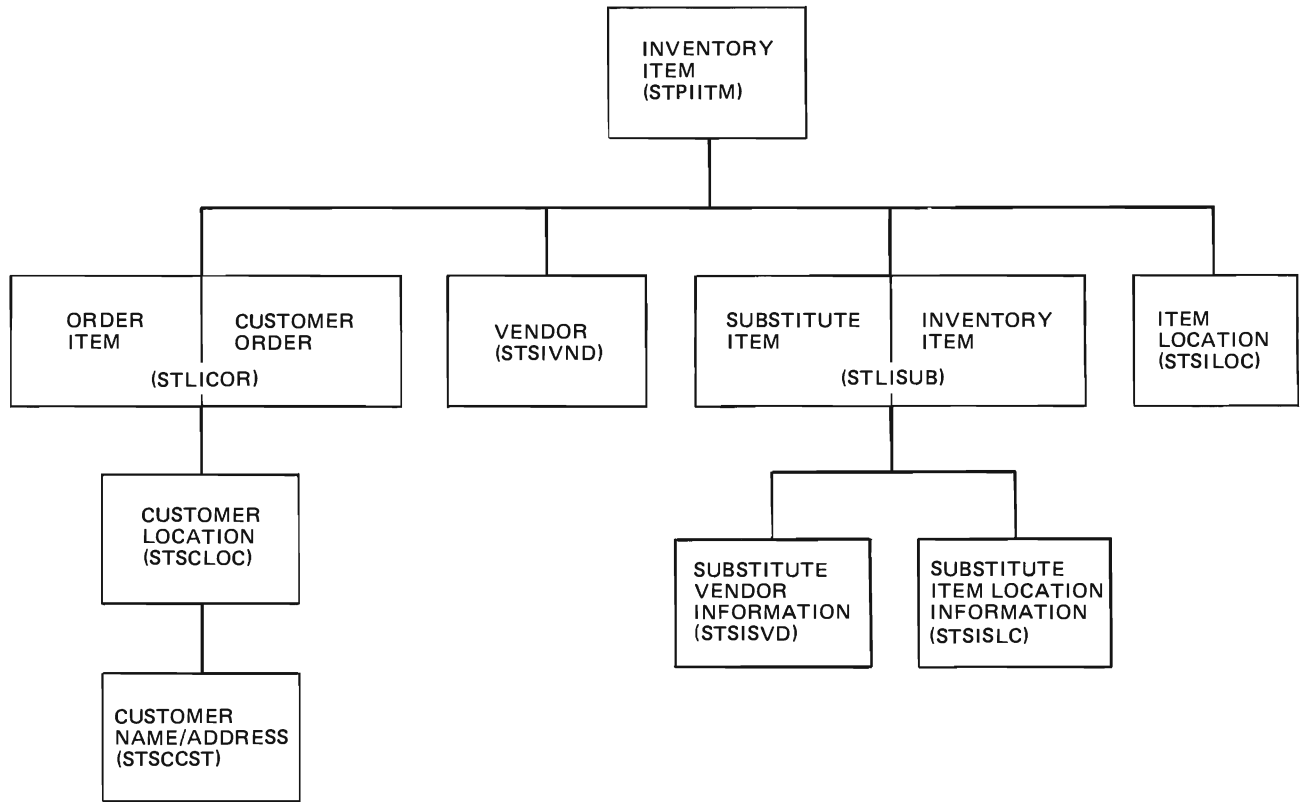 INVENTORY
ITEM
(STPIITM)
ORDER
ITEM
CUSTOMER
ORDER
(STLICOR)
VENDOR
(STSIVND)
SUBSTITUTE
ITEM
INVENTORY
ITEM
(STLISUB)
ITEM
LOCATION
(STSILOC)
CUSTOMER
LOCATION
(STSCLOC)
SUBSTITUTE
VENDOR
INFORMATION
(STSISVD)
SUBSTITUTE
ITEM LOCATION
INFORMATION
(STSISLC)
CUSTOMER
NAME/ADDRESS
(STSCCST)